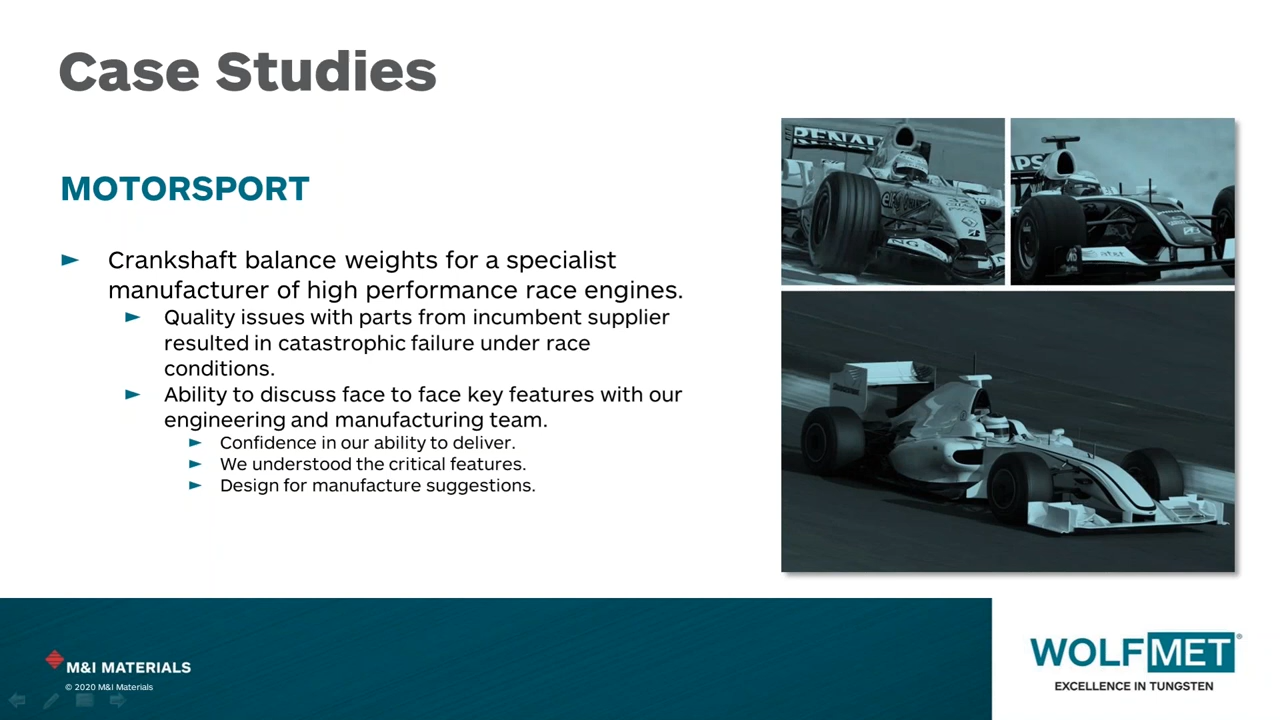 Case Studies
MOTORSPORT
► Crankshaft balance weights for a specialist
manufacturer of high performance race engines.
► Quality issues with parts from incumbent supplier
resulted in catastrophic failure under race
conditions.
► Ability to discuss face to face key features with our
engineering and manufacturing team.
► Confidence in our ability to deliver.
► We understood the critical features.
► Design for manufacture suggestions.
RENAU
NG
at&t
M&I MATERIALS
© 2020 M&I Materials
WOLFMET®
EXCELLENCE IN TUNGSTEN